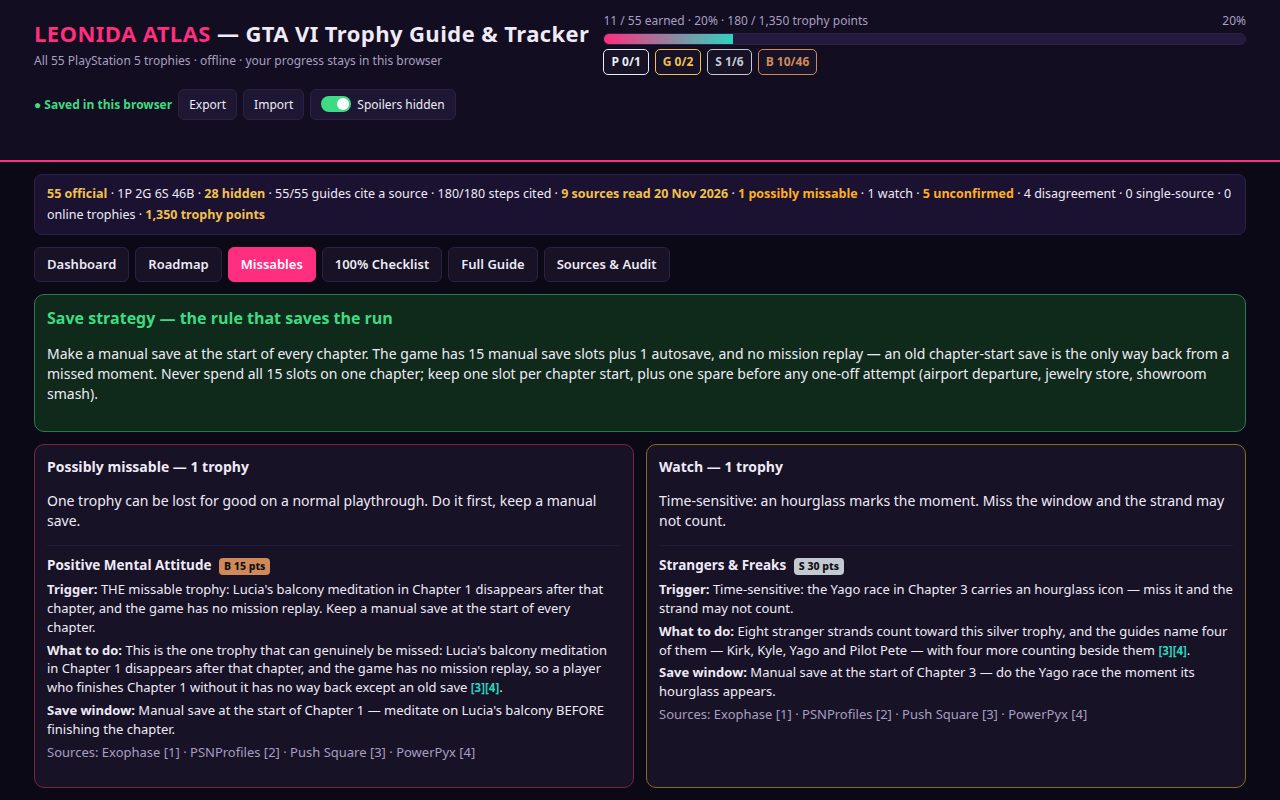 LEONIDA ATLAS — GTA VI Trophy Guide & Tracker
All 55 PlayStation 5 trophies · offline · your progress stays in this browser
11 / 55 earned · 20% · 180 / 1,350 trophy points
20%
P 0/1
G 0/2
S 1/6
B 10/46
● Saved in this browser
Export
Import
Spoilers hidden
55 official · 1P 2G 6S 46B · 28 hidden · 55/55 guides cite a source · 180/180 steps cited · 9 sources read 20 Nov 2026 · 1 possibly missable · 1 watch · 5 unconfirmed · 4 disagreement · 0 single-source · 0
online trophies · 1,350 trophy points
Dashboard
Roadmap
Missables
100% Checklist
Full Guide
Sources & Audit
Save strategy — the rule that saves the run
Make a manual save at the start of every chapter. The game has 15 manual save slots plus 1 autosave, and no mission replay — an old chapter-start save is the only way back from a
missed moment. Never spend all 15 slots on one chapter; keep one slot per chapter start, plus one spare before any one-off attempt (airport departure, jewelry store, showroom
smash).
Possibly missable — 1 trophy
One trophy can be lost for good on a normal playthrough. Do it first, keep a manual
save.
Positive Mental Attitude B 15 pts
Trigger: THE missable trophy: Lucia's balcony meditation in Chapter 1 disappears after that
chapter, and the game has no mission replay. Keep a manual save at the start of every
chapter.
What to do: This is the one trophy that can genuinely be missed: Lucia's balcony meditation
in Chapter 1 disappears after that chapter, and the game has no mission replay, so a player
who finishes Chapter 1 without it has no way back except an old save [3][4].
Save window: Manual save at the start of Chapter 1 — meditate on Lucia's balcony BEFORE
finishing the chapter.
Sources: Exophase [1] · PSNProfiles [2] · Push Square [3] · PowerPyx [4]
Watch — 1 trophy
Time-sensitive: an hourglass marks the moment. Miss the window and the strand may
not count.
Strangers & Freaks S 30 pts
Trigger: Time-sensitive: the Yago race in Chapter 3 carries an hourglass icon — miss it and the
strand may not count.
What to do: Eight stranger strands count toward this silver trophy, and the guides name four
of them — Kirk, Kyle, Yago and Pilot Pete — with four more counting beside them [3][4].
Save window: Manual save at the start of Chapter 3 — do the Yago race the moment its
hourglass appears.
Sources: Exophase [1] · PSNProfiles [2] · Push Square [3] · PowerPyx [4]